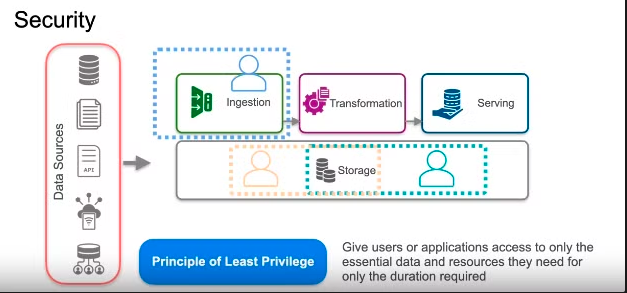 Security
Data Sources
API
Ingestion
Transformation
Serving
Storage
Principle of Least Privilege
Give users or applications access to only the
essential data and resources they need for
only the duration required